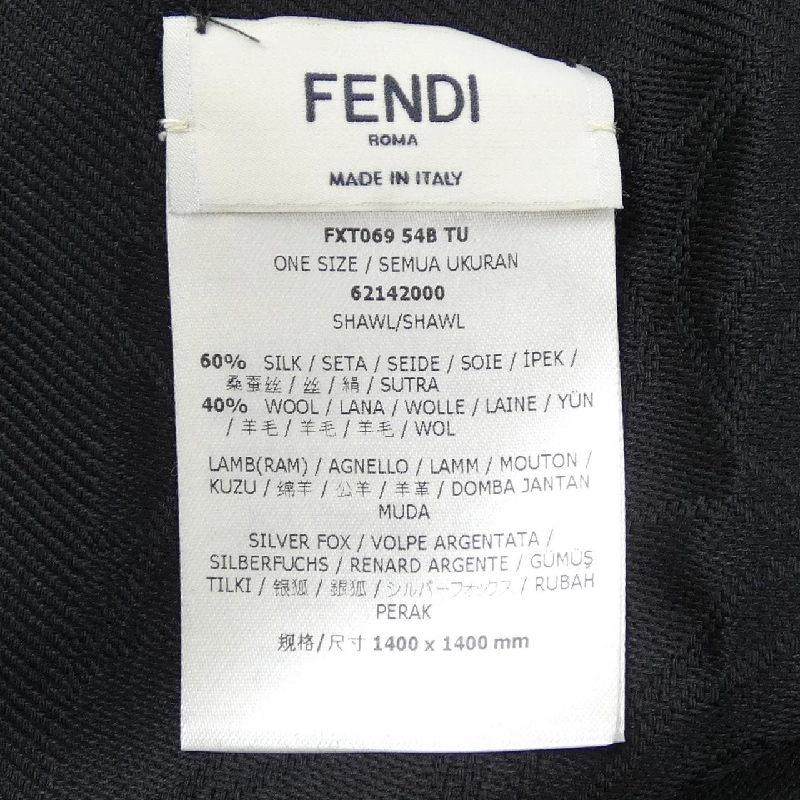 FENDI
ROMA
MADE IN ITALY
FXT069 54B TU
ONE SIZE / SEMUA UKURAN
62142000
SHAWL/SHAWL
60% SILK / SETA / SEIDE / SOIE / İPEK /
桑蚕丝 / 丝 / 絹 / SUTRA
40% WOOL / LANA / WOLLE / LAINE / YÜN
/ 羊毛 / 羊毛 / 羊毛 / WOL
LAMB(RAM) / AGNELLO / LAMM / MOUTON /
KUZU / 绵羊 / 公羊 / 羊革 / DOMBA JANTAN
MUDA
SILVER FOX / VOLPE ARGENTATA /
SILBERFUCHS / RENARD ARGENTE / GÜMÜŞ
TILKI / 银狐 / 銀狐 / シルバーフォックス / RUBAH
PERAK
规格/尺寸 1400 x 1400 mm